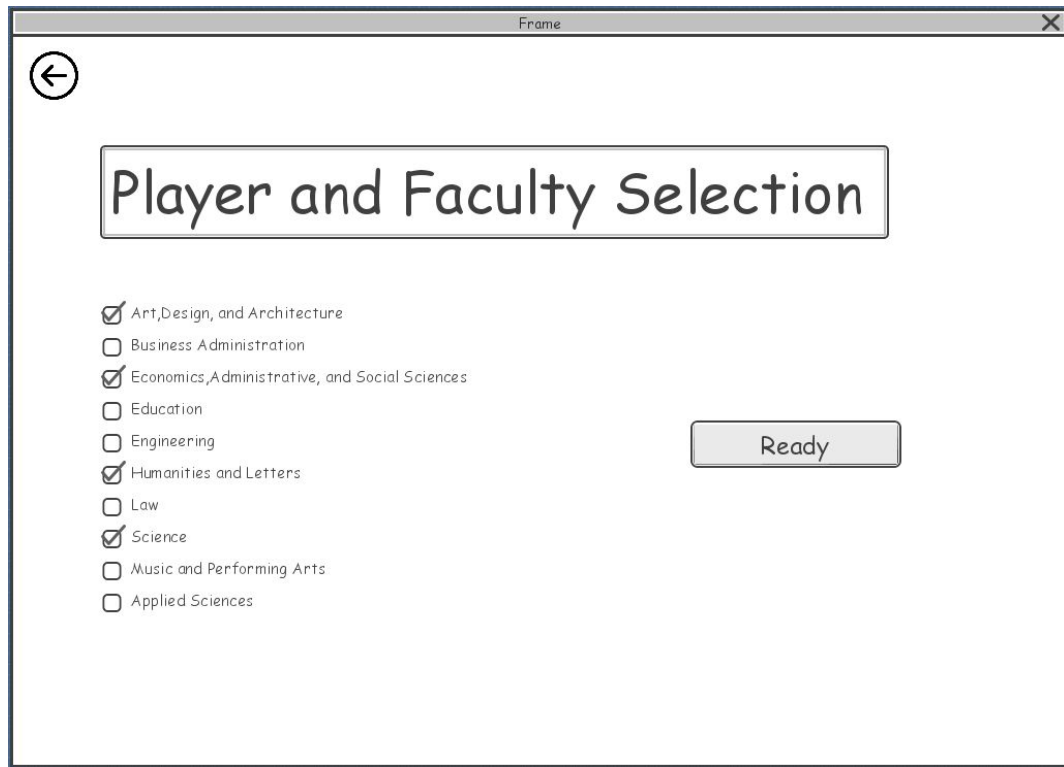 Frame
Player and Faculty Selection
Art,Design, and Architecture
Business Administration
Economics,Administrative, and Social Sciences
Education
Engineering
Ready
Humanities and Letters
Law
Science
Music and Performing Arts
Applied Sciences